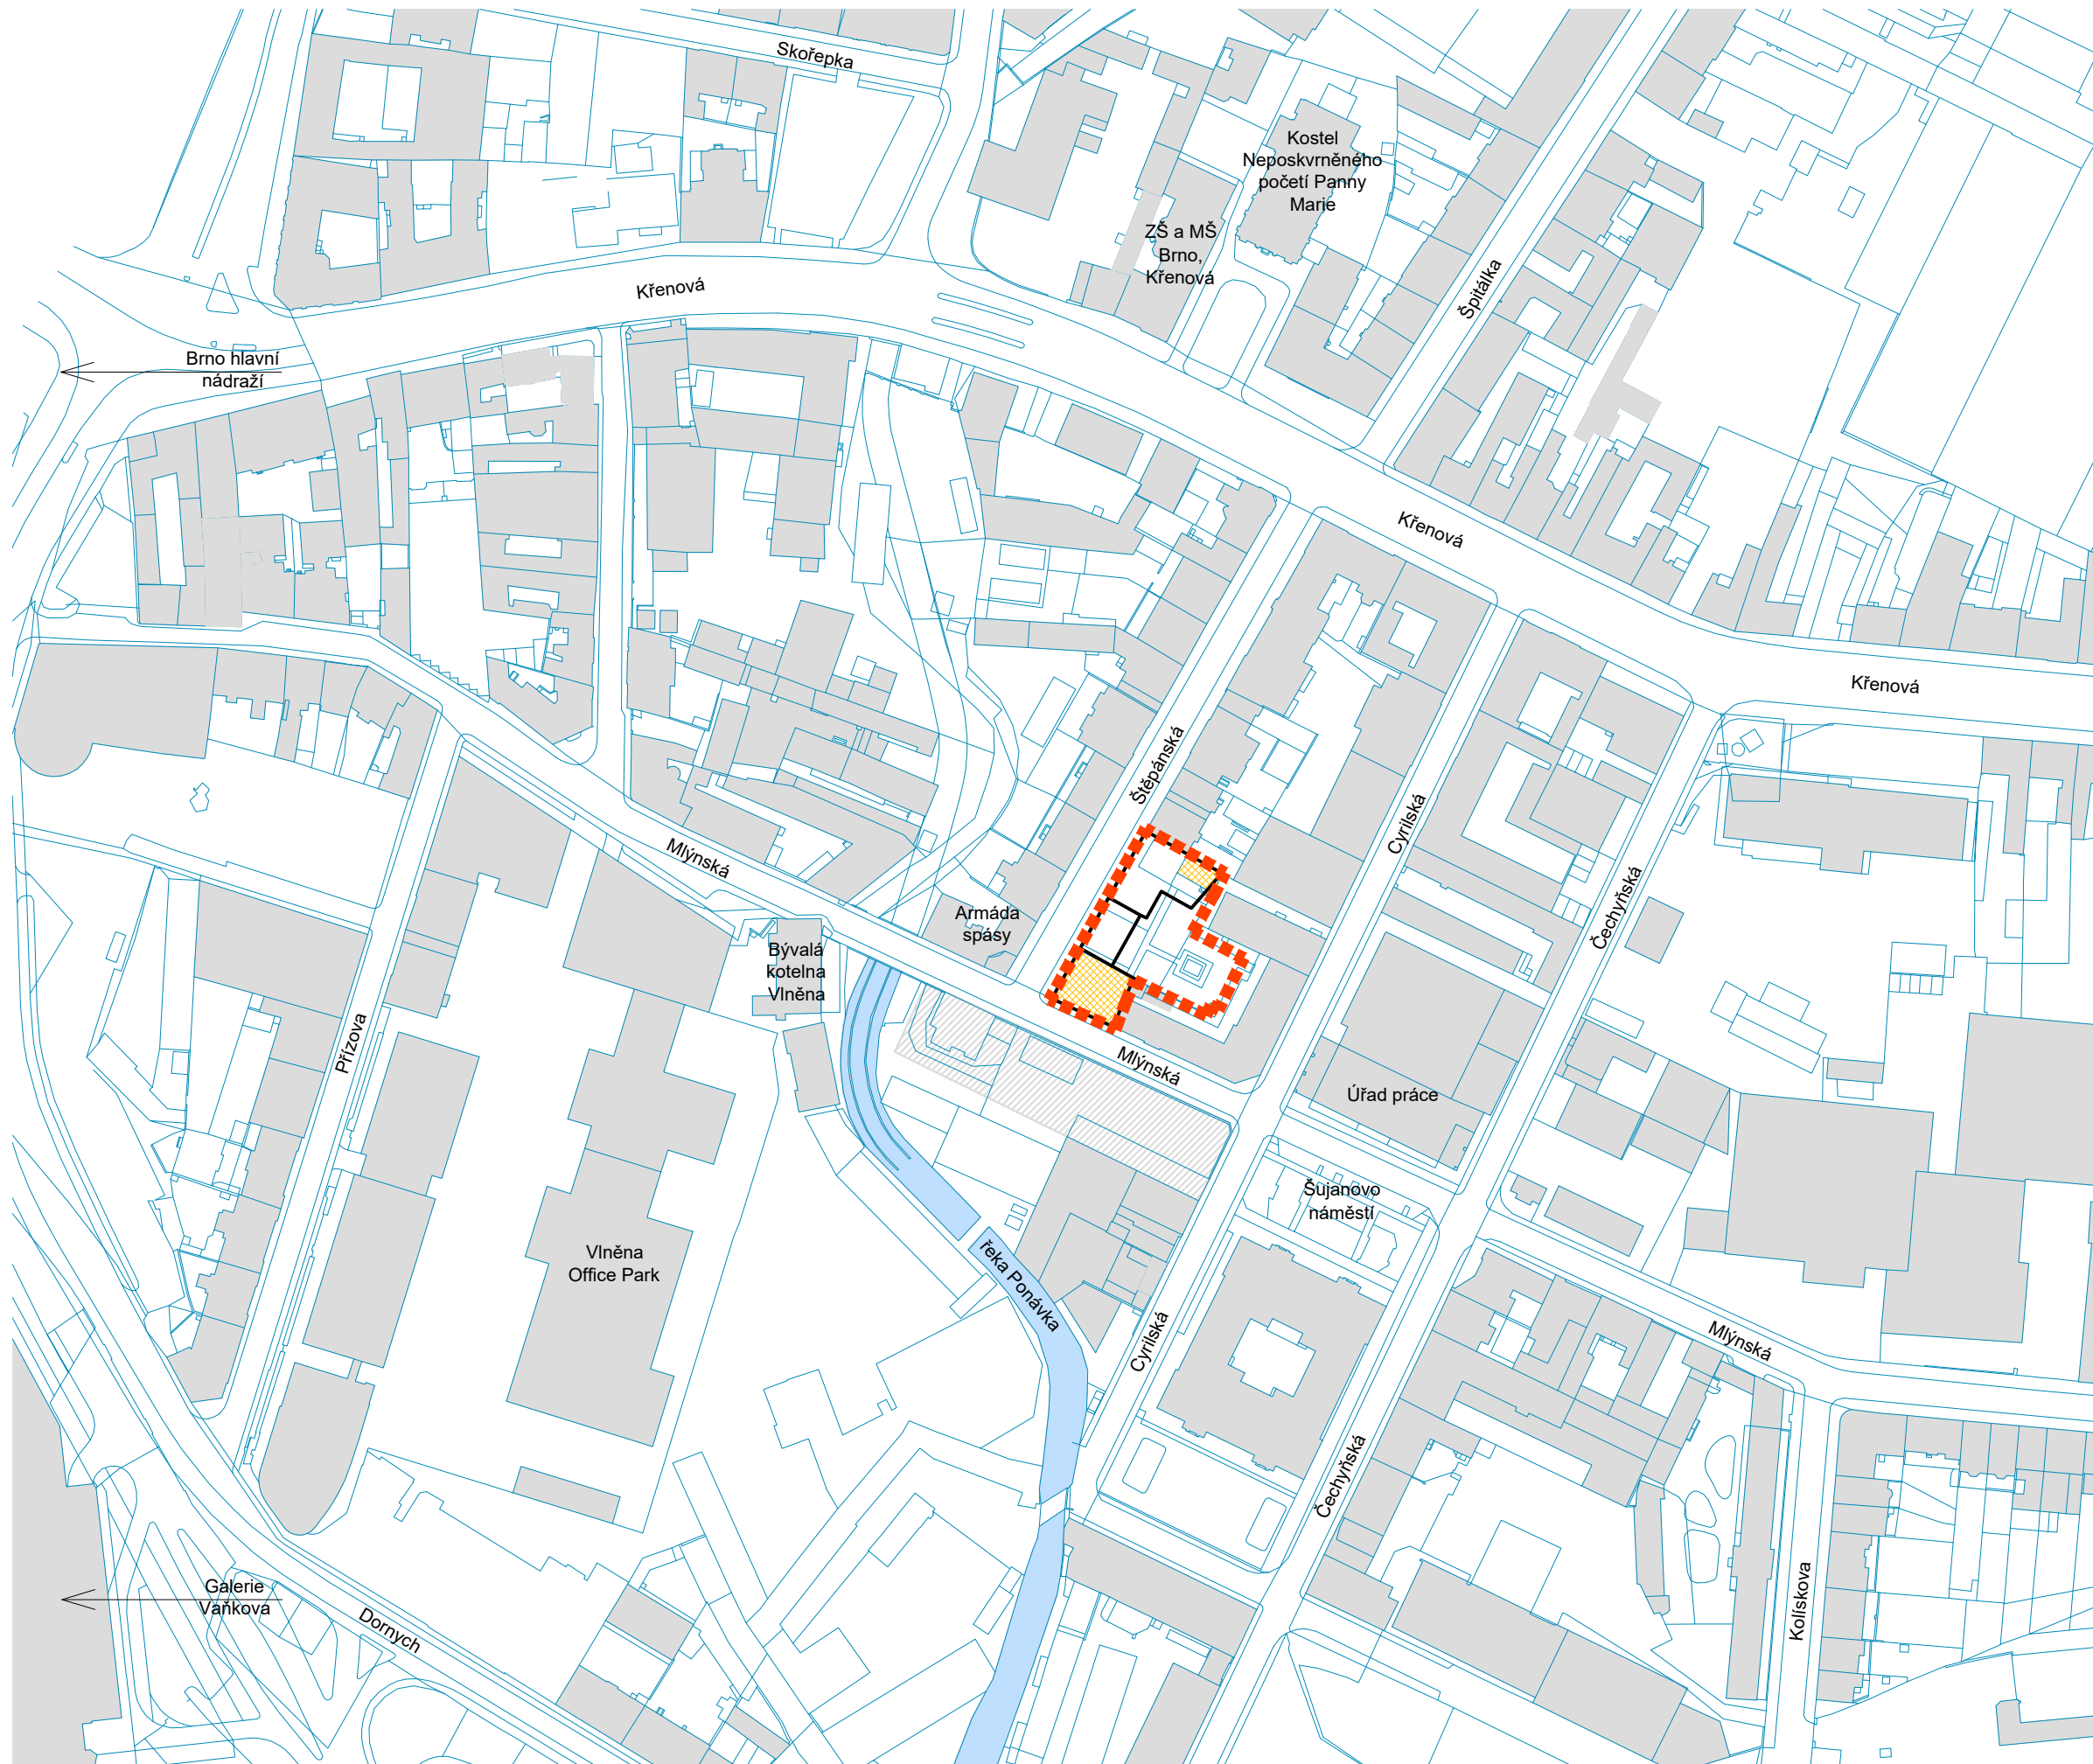 Skořepka
Kostel
Neposkvrněného
početí Panny
Marie
ZŠ a MŠ
Brno,
Křenová
Špitálka
Křenová
Brno hlavní
nádraží
Křenová
Křenová
Štěpánská
Cyrilská
Čechyňská
Mlýnská
Armáda
spásy
Bývalá
kotelna
Vlněna
Přízova
Mlýnská
Úřad práce
Šujanovo
náměstí
Vlněna
Office Park
řeka Ponávka
Cyrilská
Mlýnská
Čechyňská
Kolískova
Galerie
Vaňková
Dornych